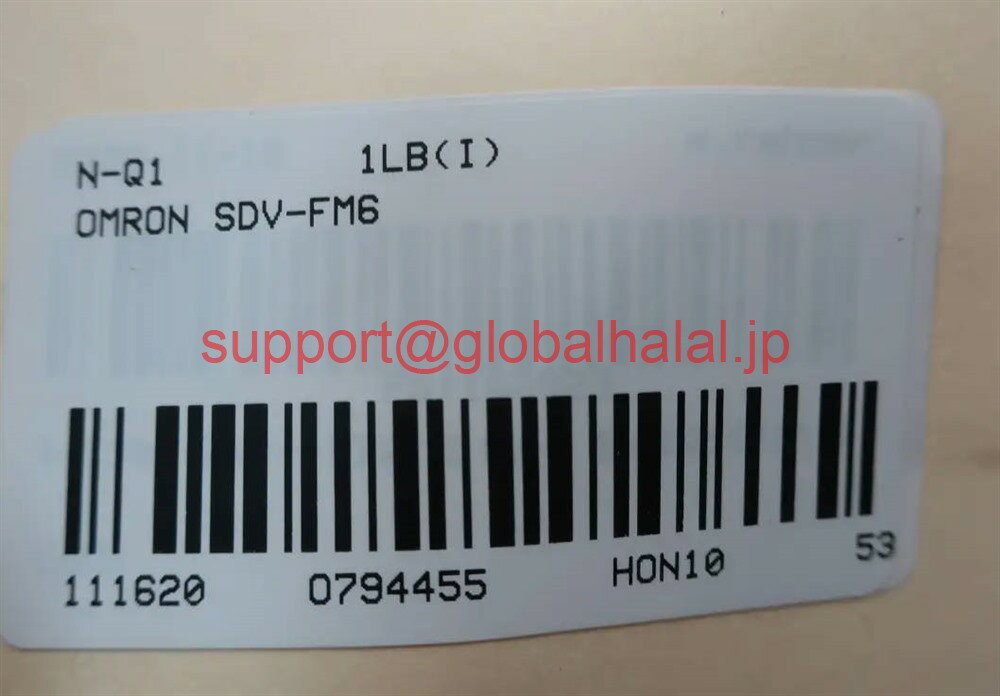 N-Q1 1LB(I)
OMRON SDV-FM6
support@globalhalal.jp
111620 0794455 HON10 53